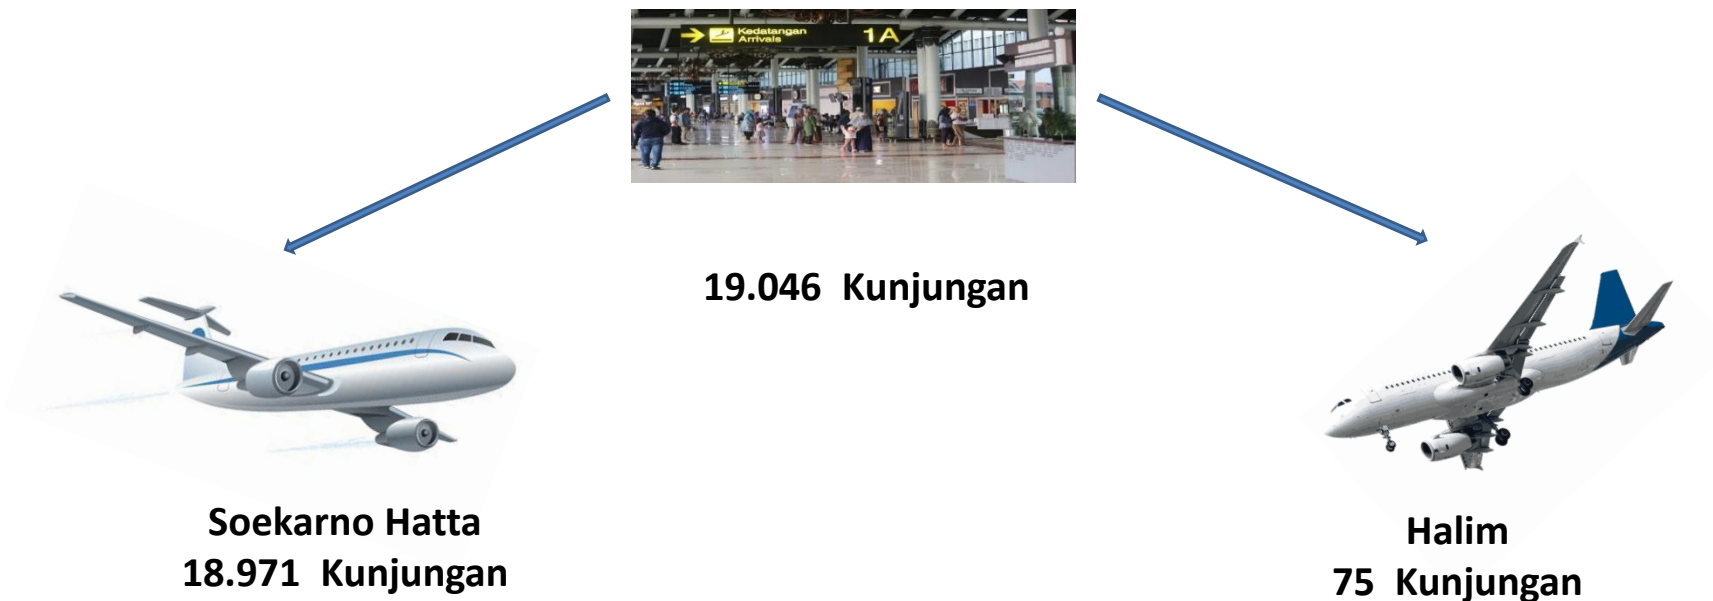 Kedatangan
Arrivals
1A
19.046 Kunjungan
Soekarno Hatta
18.971 Kunjungan
Halim
75 Kunjungan